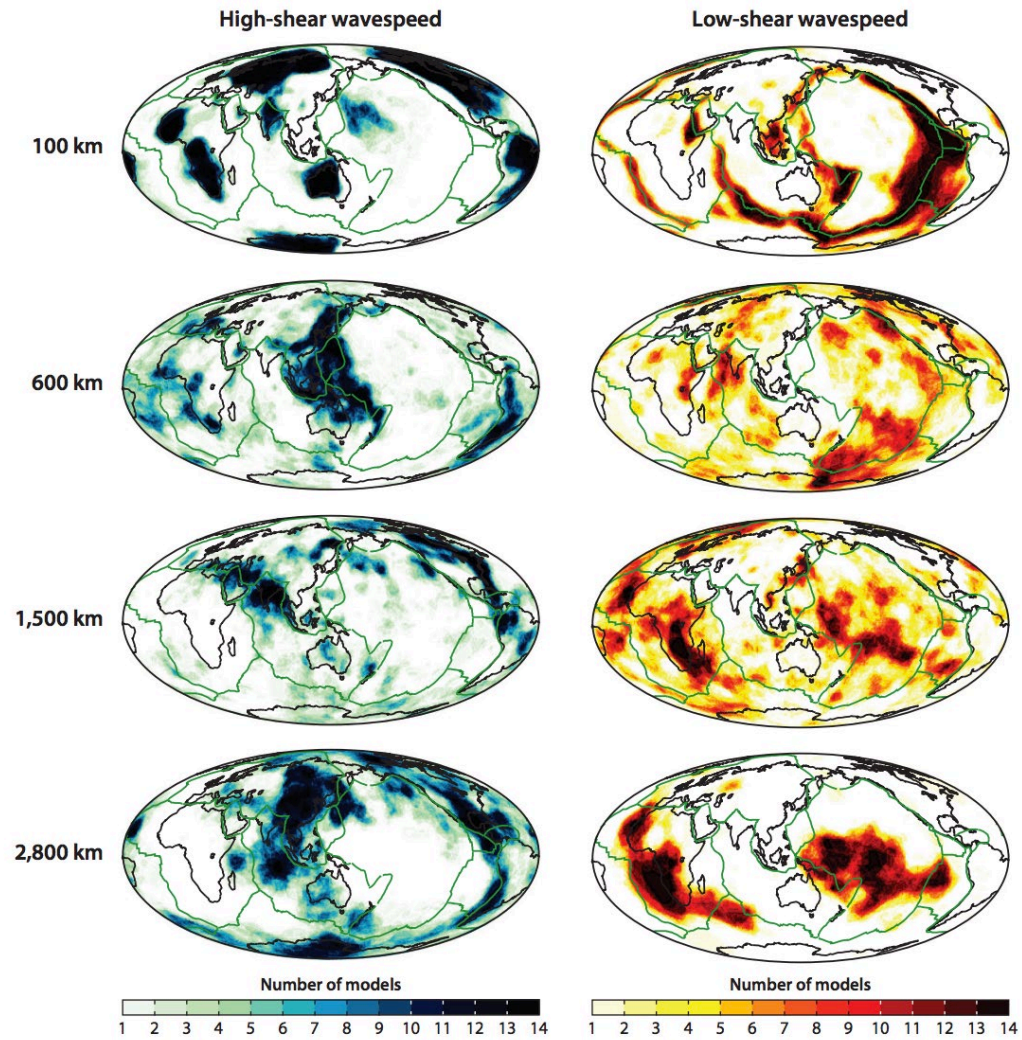 High-shear wavespeed
Low-shear wavespeed
100 km
600 km
1,500 km
2,800 km
Number of models
1 2 3 4 5 6 7 8 9 10 11 12 13 14
Number of models
1 2 3 4 5 6 7 8 9 10 11 12 13 14